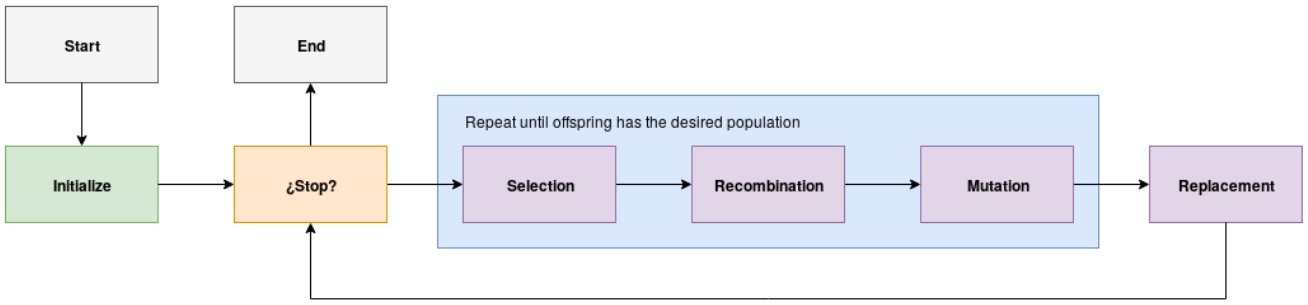 Start
End
Repeat until offspring has the desired population
Initialize
¿Stop?
Selection
Recombination
Mutation
Replacement